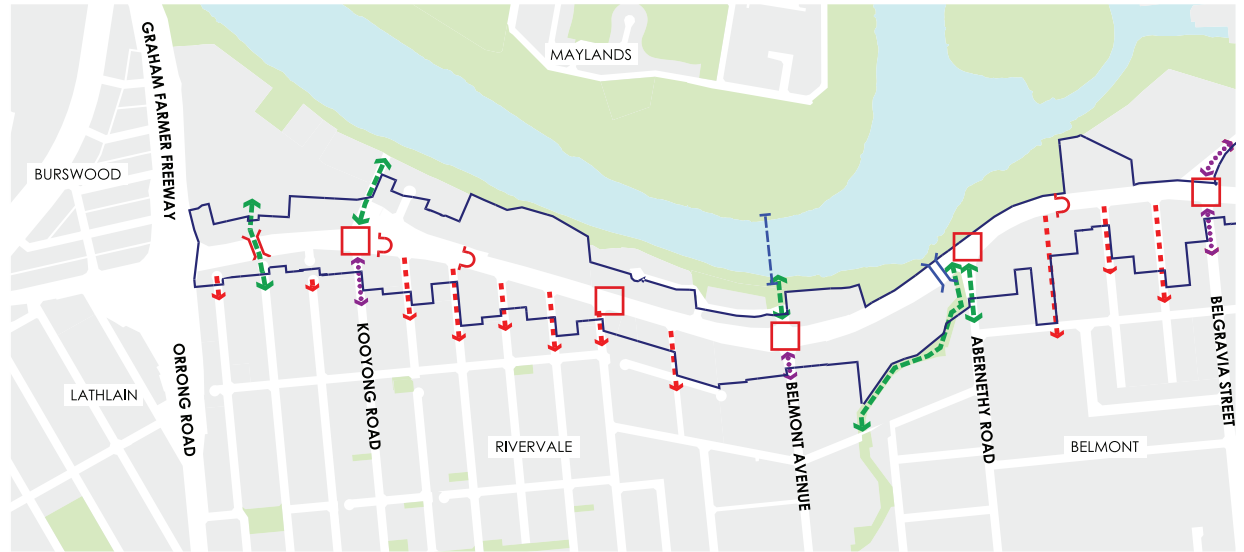 GRAHAM FARMER FREEWAY
MAYLANDS
BURSWOOD
ORRONG ROAD
KOOYONG ROAD
LATHLAIN
RIVERVALE
BELMONT AVENUE
ABERNETHY ROAD
BELMONT
BELGRAVIA STREET